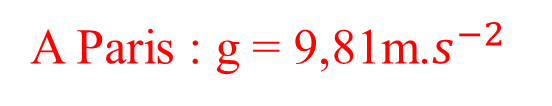 A Paris : g = 9,81m.s⁻²